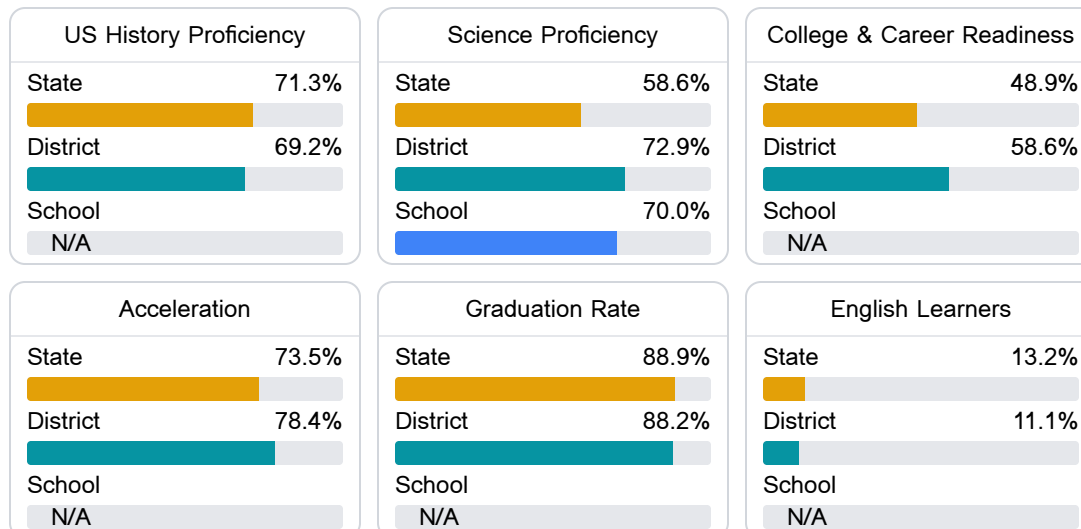 US History Proficiency
State 71.3%
District 69.2%
School
N/A
Science Proficiency
State 58.6%
District 72.9%
School 70.0%
College & Career Readiness
State 48.9%
District 58.6%
School
N/A
Acceleration
State 73.5%
District 78.4%
School
N/A
Graduation Rate
State 88.9%
District 88.2%
School
N/A
English Learners
State 13.2%
District 11.1%
School
N/A